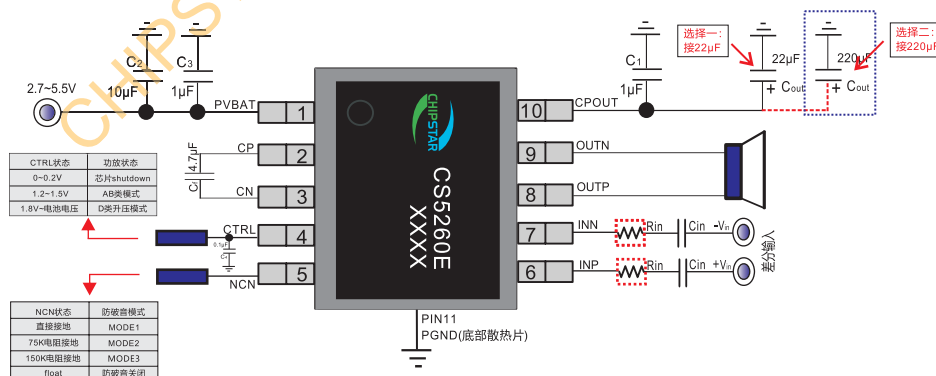 CHIPSTAR
2.7~5.5V
C2
10μF
C3
1μF
PVBAT
1
CP
2
4.7μF
Cf
CN
3
CTRL
4
0.1μF
NCN
5
CTRL状态 功放状态
0~0.2V 芯片shutdown
1.2~1.5V AB类模式
1.8V~电池电压 D类升压模式
NCN状态 防破音模式
直接接地 MODE1
75K电阻接地 MODE2
150K电阻接地 MODE3
float 防破音关闭
CHIPSTAR
CS5260E
XXXX
PIN11
PGND(底部散热片)
10
CPOUT
C1
1μF
选择一:
接22μF
22μF
+ Cout
选择二:
接220μF
220μF
+ Cout
9
OUTN
8
OUTP
7
INN
Rin
Cin
-Vin
6
INP
Rin
Cin
+Vin
差分输入